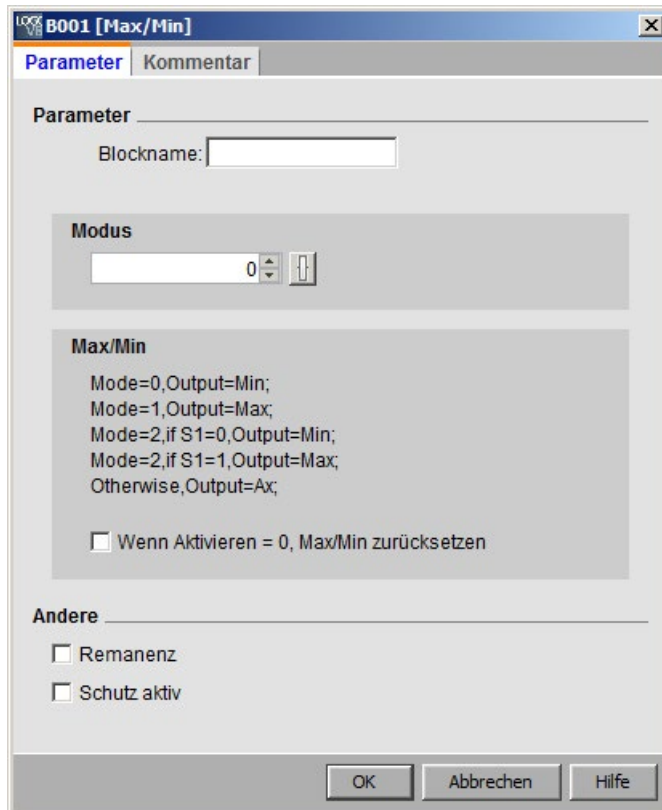 LOGO B001 [Max/Min]
Parameter Kommentar
Parameter
Blockname:
Modus
0
Max/Min
Mode=0,Output=Min;
Mode=1,Output=Max;
Mode=2,if S1=0,Output=Min;
Mode=2,if S1=1,Output=Max;
Otherwise,Output=Ax;
Wenn Aktivieren = 0, Max/Min zurücksetzen
Andere
Remanenz
Schutz aktiv
OK Abbrechen Hilfe